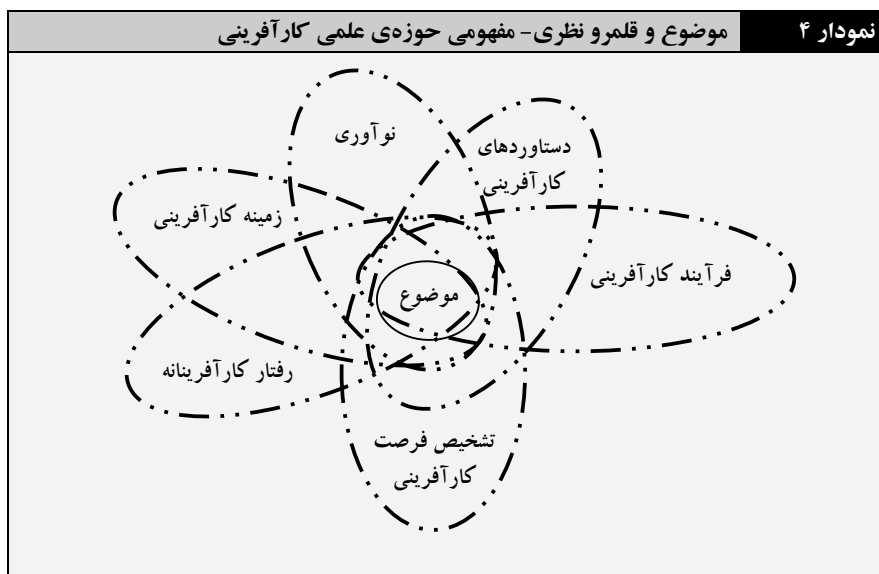 نمودار ۴
موضوع و قلمرو نظری- مفهومی حوزه‌ی علمی کارآفرینی
نوآوری
دستاوردهای
کارآفرینی
زمینه کارآفرینی
فرآیند کارآفرینی
موضوع
رفتار کارآفرینانه
تشخیص فرصت
کارآفرینی